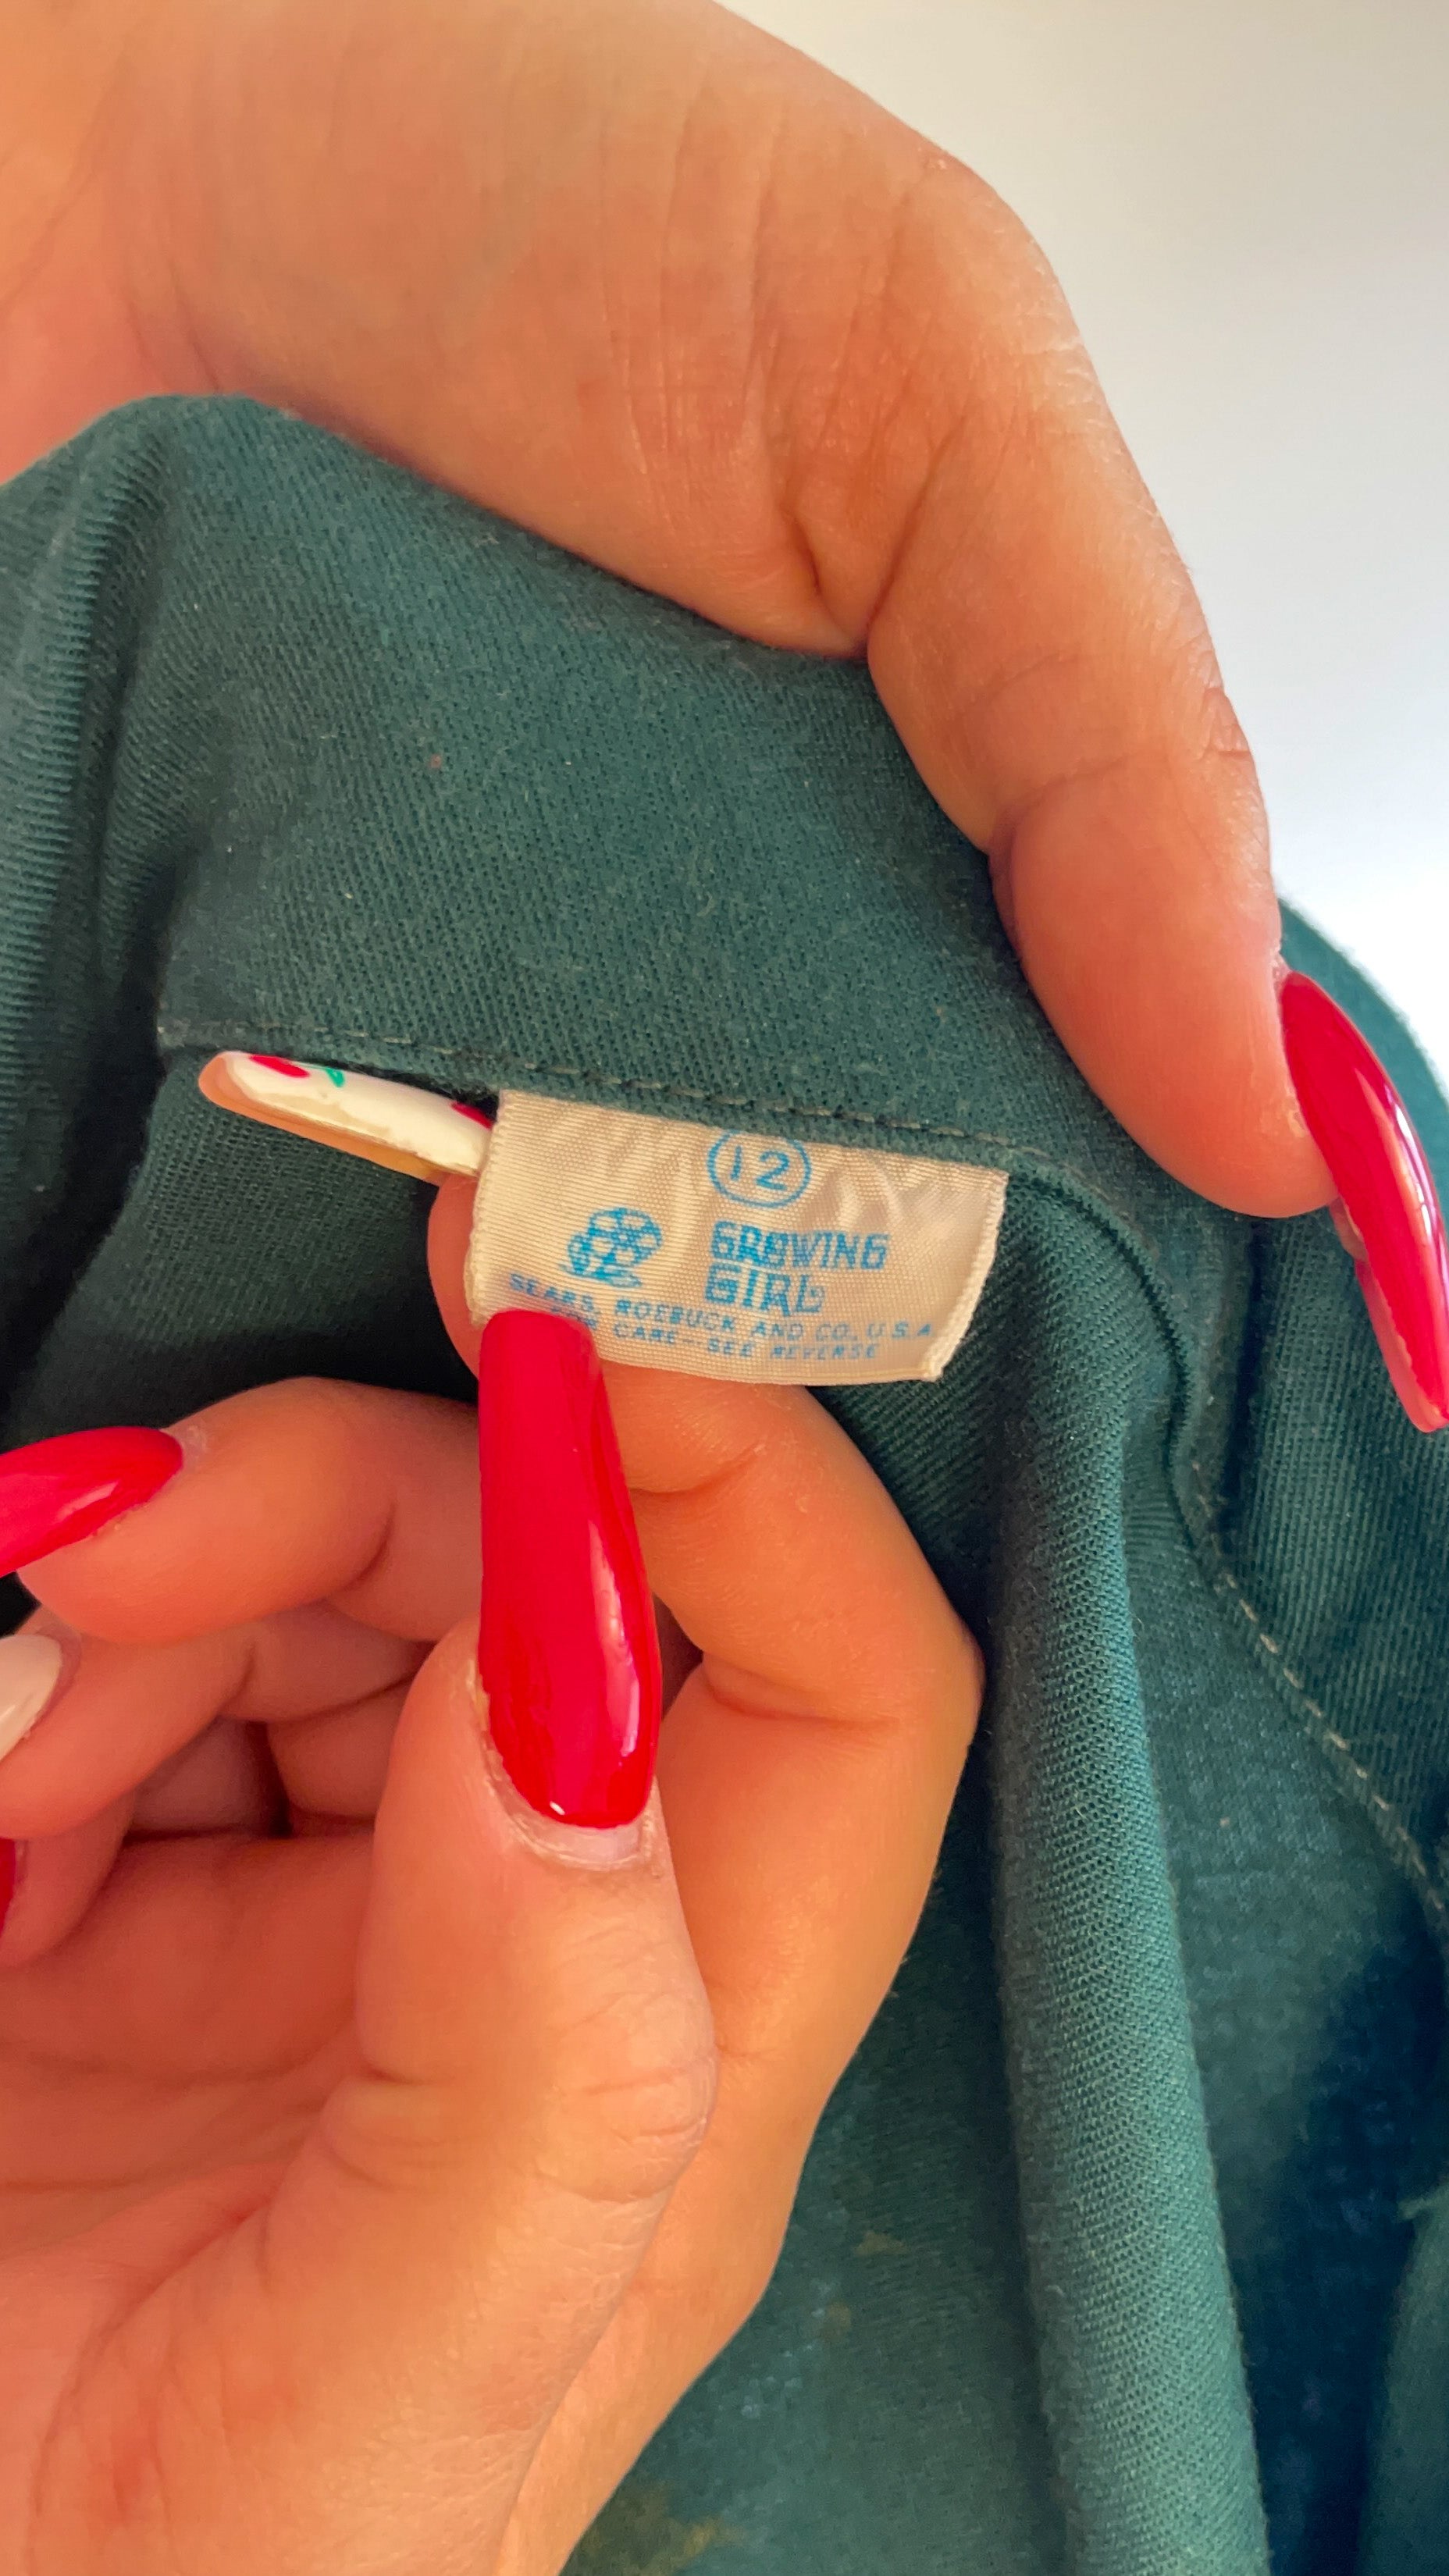 12
GROWING
GIRL
SEARS, ROEBUCK AND CO. U.S.A
CARE—SEE REVERSE